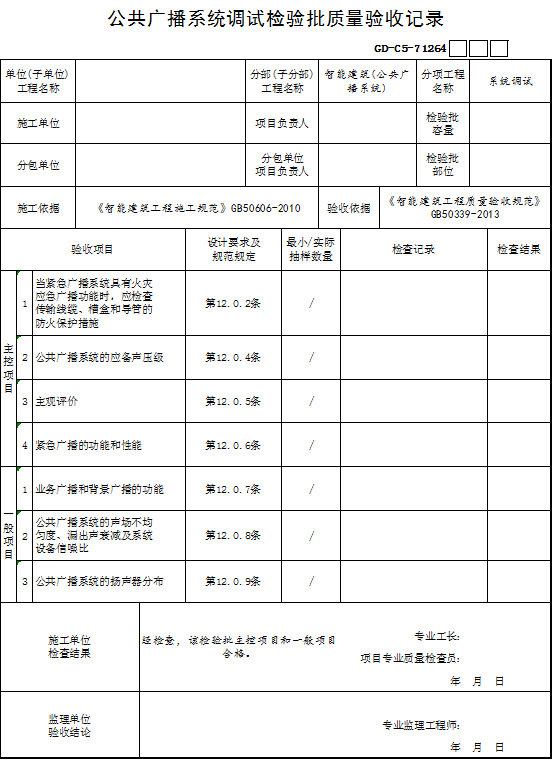 公共广播系统调试检验批质量验收记录
GD-C5-71264
单位(子单位)
工程名称
分部(子分部)
工程名称
智能建筑(公共广
播系统)
分项工程
名称
系统调试
施工单位
项目负责人
检验批
容量
分包单位
分包单位
项目负责人
检验批
部位
施工依据
《智能建筑工程施工规范》GB50606-2010
验收依据
《智能建筑工程质量验收规范》
GB50339-2013
验收项目
设计要求及
规范规定
最小/实际
抽样数量
检查记录
检查结果
主控项目
1
当紧急广播系统具有火灾
应急广播功能时，应检查
传输线缆、槽盒和导管的
防火保护措施
第12.0.2条
/
2
公共广播系统的应备声压级
第12.0.4条
/
3
主观评价
第12.0.5条
/
4
紧急广播的功能和性能
第12.0.6条
/
一般项目
1
业务广播和背景广播的功能
第12.0.7条
/
2
公共广播系统的声场不均
匀度、漏出声衰减及系统
设备信噪比
第12.0.8条
/
3
公共广播系统的扬声器分布
第12.0.9条
/
施工单位
检查结果
经检查，该检验批主控项目和一般项目
合格。
专业工长：
项目专业质量检查员：
年 月 日
监理单位
验收结论
专业监理工程师：
年 月 日